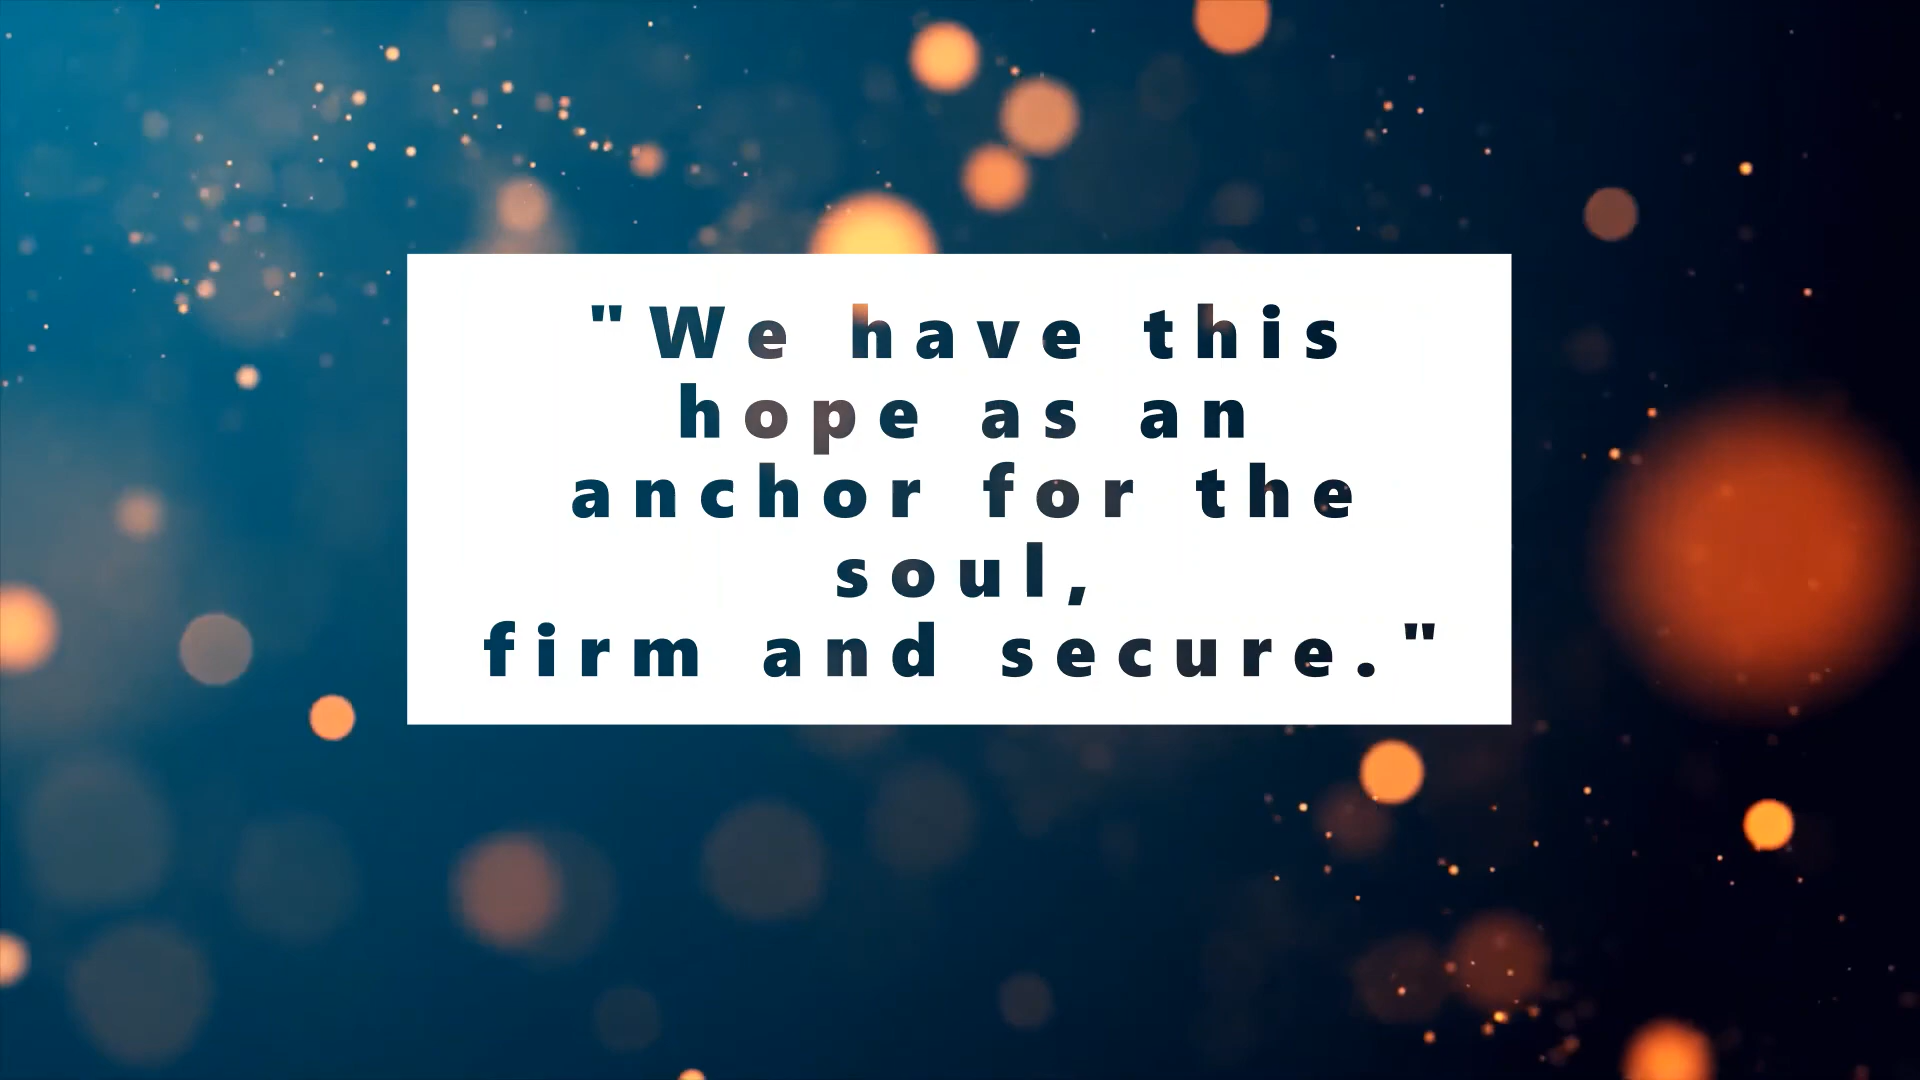 "We have this
hope as an
anchor for the
soul,
firm and secure."